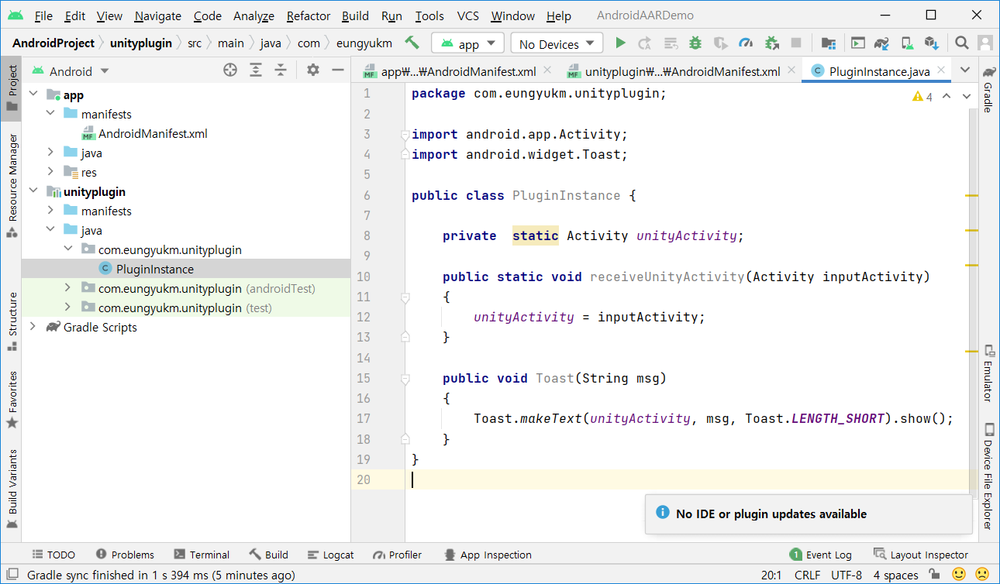 File Edit View Navigate Code Analyze Refactor Build Run Tools VCS Window Help AndroidAARDemo
AndroidProject unityplugin src main java com eungyukm app No Devices
Project
Resource Manager
Structure
Favorites
Build Variants
Android
app
manifests
MF AndroidManifest.xml
java
res
unityplugin
manifests
java
com.eungyukm.unityplugin
C PluginInstance
com.eungyukm.unityplugin (androidTest)
com.eungyukm.unityplugin (test)
Gradle Scripts
MF app₩...₩AndroidManifest.xml MF unityplugin₩...₩AndroidManifest.xml C PluginInstance.java
4
1 package com.eungyukm.unityplugin;
2
3 import android.app.Activity;
4 import android.widget.Toast;
5
6 public class PluginInstance {
7
8 private  static Activity unityActivity;
9
10 public static void receiveUnityActivity(Activity inputActivity)
11 {
12 unityActivity = inputActivity;
13 }
14
15 public void Toast(String msg)
16 {
17 Toast.makeText(unityActivity, msg, Toast.LENGTH_SHORT).show();
18 }
19 }
20
No IDE or plugin updates available
Gradle
Emulator
Device File Explorer
TODO Problems Terminal Build Logcat Profiler App Inspection 1 Event Log Layout Inspector
Gradle sync finished in 1 s 394 ms (5 minutes ago) 20:1 CRLF UTF-8 4 spaces